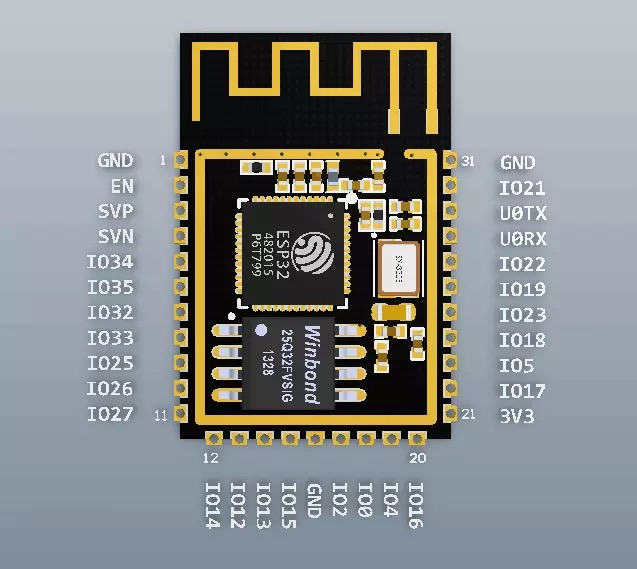 GND
EN
SVP
SVN
IO34
IO35
IO32
IO33
IO25
IO26
IO27
1
11
31
21
GND
IO21
U0TX
U0RX
IO22
IO19
IO23
IO18
IO5
IO17
3V3
ESP32
482015
P6T799
Winbond
25Q32FVSIG
1328
12
20
IO14
IO12
IO13
IO15
GND
IO2
IO0
IO4
IO16